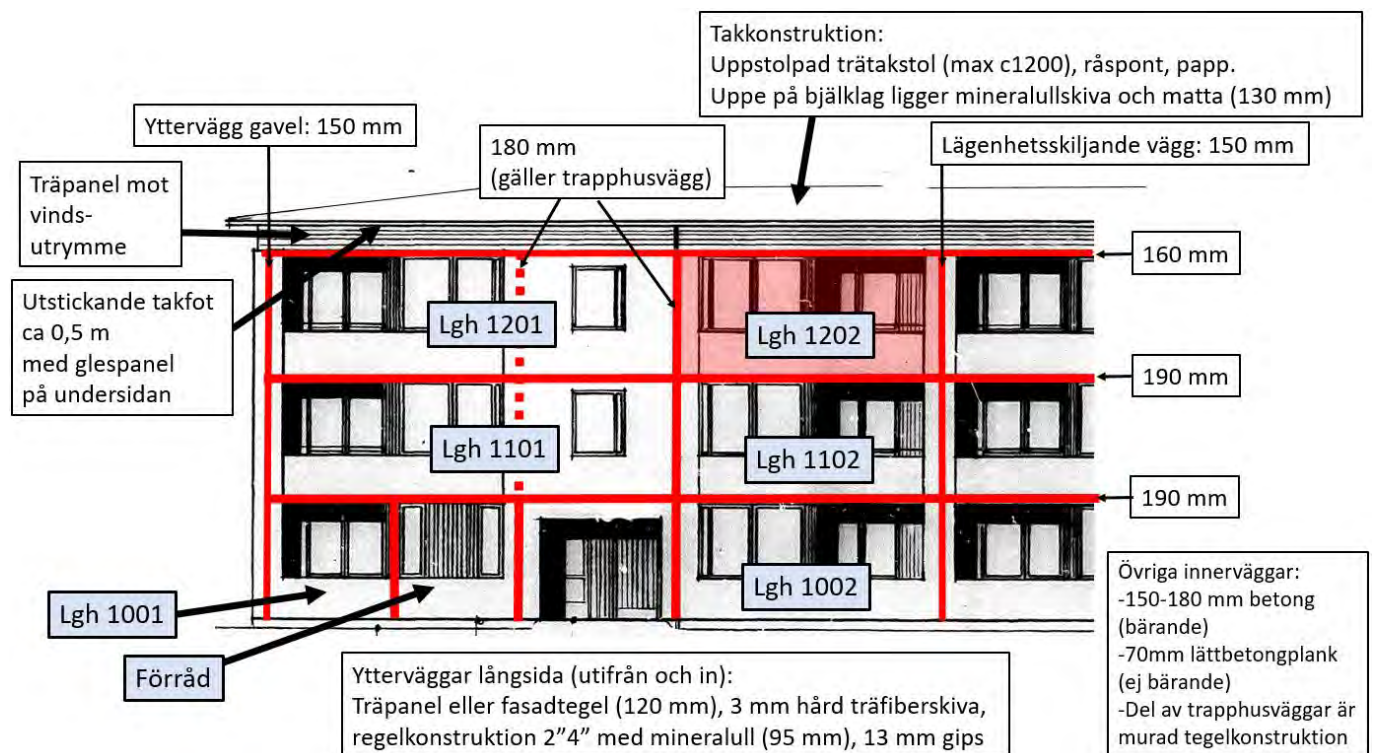 Takkonstruktion:
Uppstolpad trätakstol (max c1200), råspont, papp.
Uppe på bjälklag ligger mineralullskiva och matta (130 mm)
Yttervägg gavel: 150 mm
180 mm
(gäller trapphusvägg)
Lägenhetsskiljande vägg: 150 mm
Träpanel mot
vinds-
utrymme
160 mm
Utstickande takfot
ca 0,5 m
med glespanel
på undersidan
Lgh 1201
Lgh 1202
190 mm
Lgh 1101
Lgh 1102
190 mm
Lgh 1001
Lgh 1002
Förråd
Övriga innerväggar:
-150-180 mm betong
(bärande)
-70mm lättbetongplank
(ej bärande)
-Del av trapphusväggar är
murad tegelkonstruktion
Ytterväggar långsida (utifrån och in):
Träpanel eller fasadtegel (120 mm), 3 mm hård träfiberskiva,
regelkonstruktion 2”4” med mineralull (95 mm), 13 mm gips